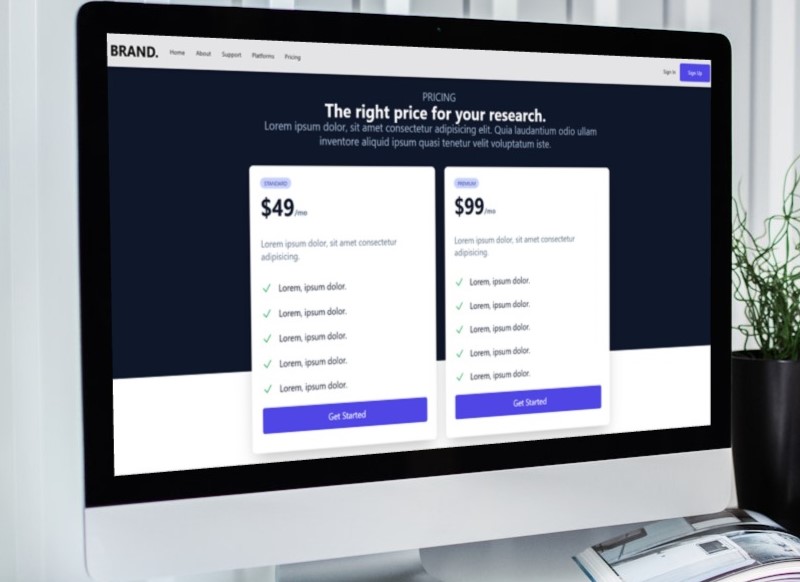 BRAND. Home About Support Platforms Pricing Sign In Sign Up
PRICING
The right price for your research.
Lorem ipsum dolor, sit amet consectetur adipisicing elit. Quia laudantium odio ullam
inventore aliquid ipsum quasi tenetur velit voluptatum iste.
STANDARD
$49/mo
Lorem ipsum dolor, sit amet consectetur
adipisicing.
Lorem, ipsum dolor.
Lorem, ipsum dolor.
Lorem, ipsum dolor.
Lorem, ipsum dolor.
Lorem, ipsum dolor.
Get Started
PREMIUM
$99/mo
Lorem ipsum dolor, sit amet consectetur
adipisicing.
Lorem, ipsum dolor.
Lorem, ipsum dolor.
Lorem, ipsum dolor.
Lorem, ipsum dolor.
Lorem, ipsum dolor.
Get Started